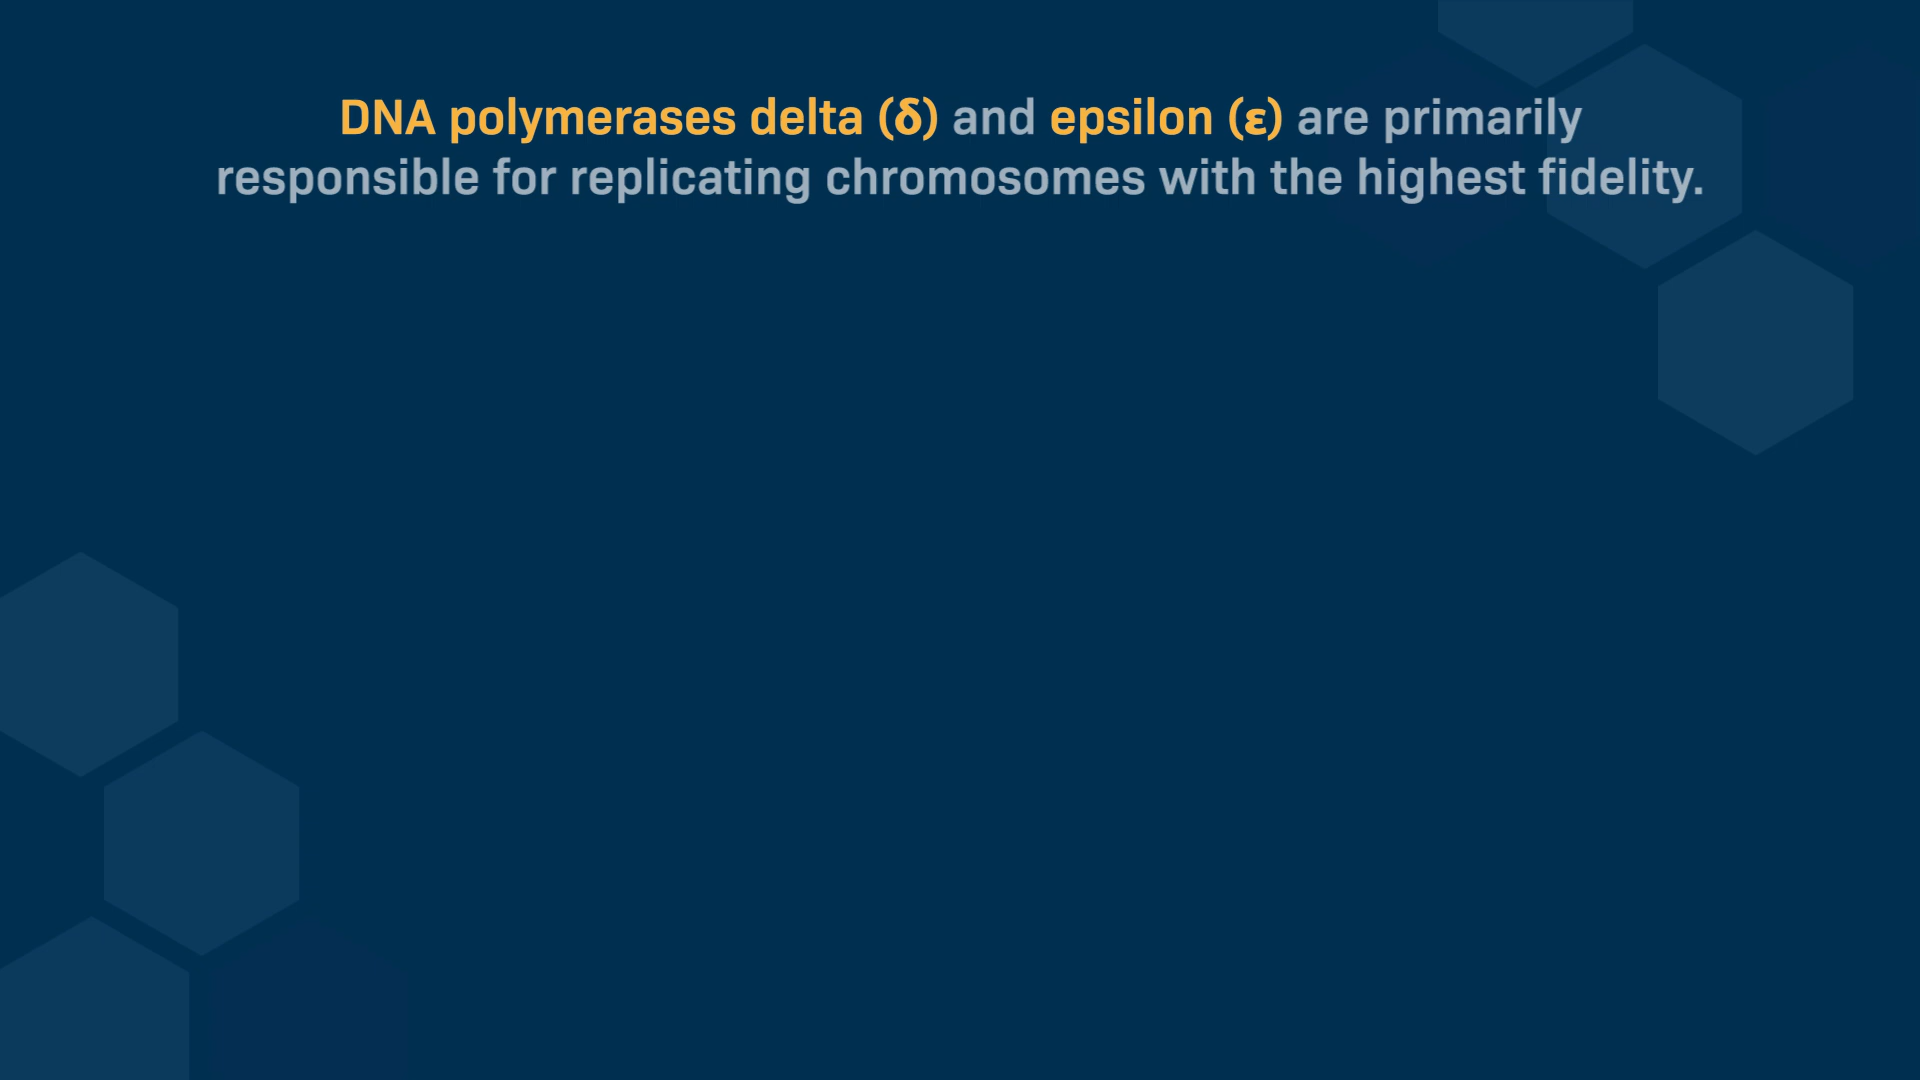 DNA polymerases delta (δ) and epsilon (ε) are primarily
responsible for replicating chromosomes with the highest fidelity.